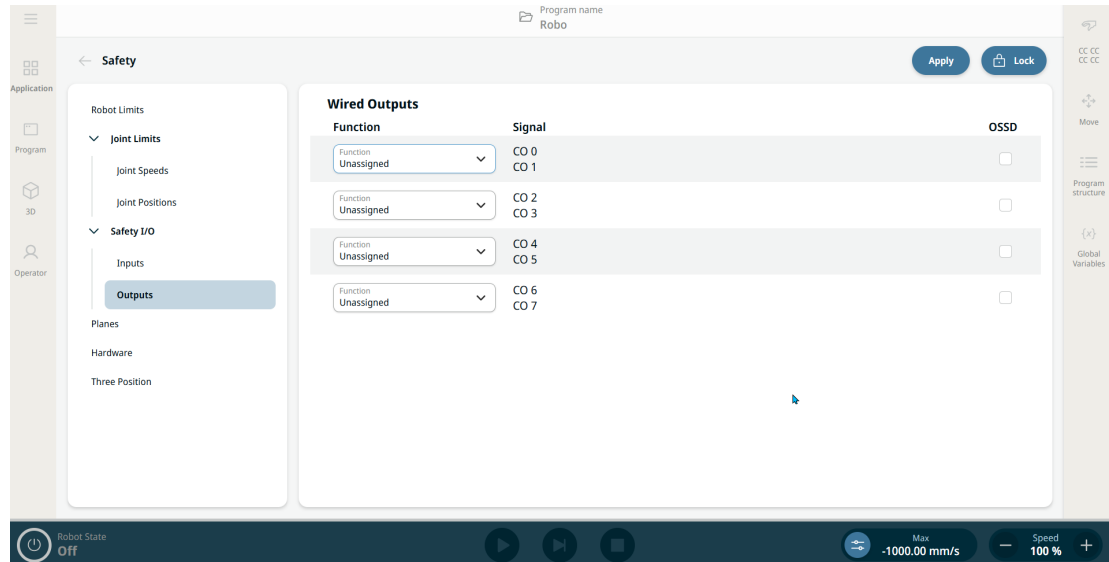 Program name
Robo
Safety
Apply
Lock
Application
Program
3D
Operator
Robot Limits
Joint Limits
Joint Speeds
Joint Positions
Safety I/O
Inputs
Outputs
Planes
Hardware
Three Position
Wired Outputs
Function
Signal
OSSD
Function
Unassigned
CO 0
CO 1
Function
Unassigned
CO 2
CO 3
Function
Unassigned
CO 4
CO 5
Function
Unassigned
CO 6
CO 7
CC CC
CC CC
Move
Program
structure
{x}
Global
Variables
Robot State
Off
Max
-1000.00 mm/s
Speed
100 %